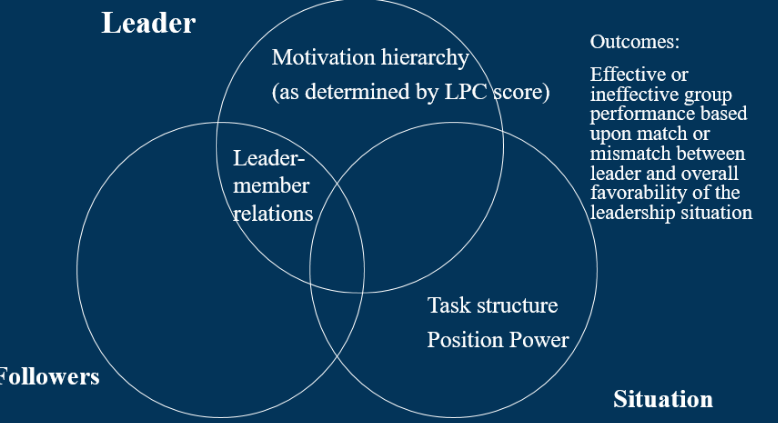 Leader
Motivation hierarchy
(as determined by LPC score)
Outcomes:
Effective or
ineffective group
performance based
upon match or
mismatch between
leader and overall
favorability of the
leadership situation
Leader-
member
relations
Task structure
Position Power
Followers
Situation